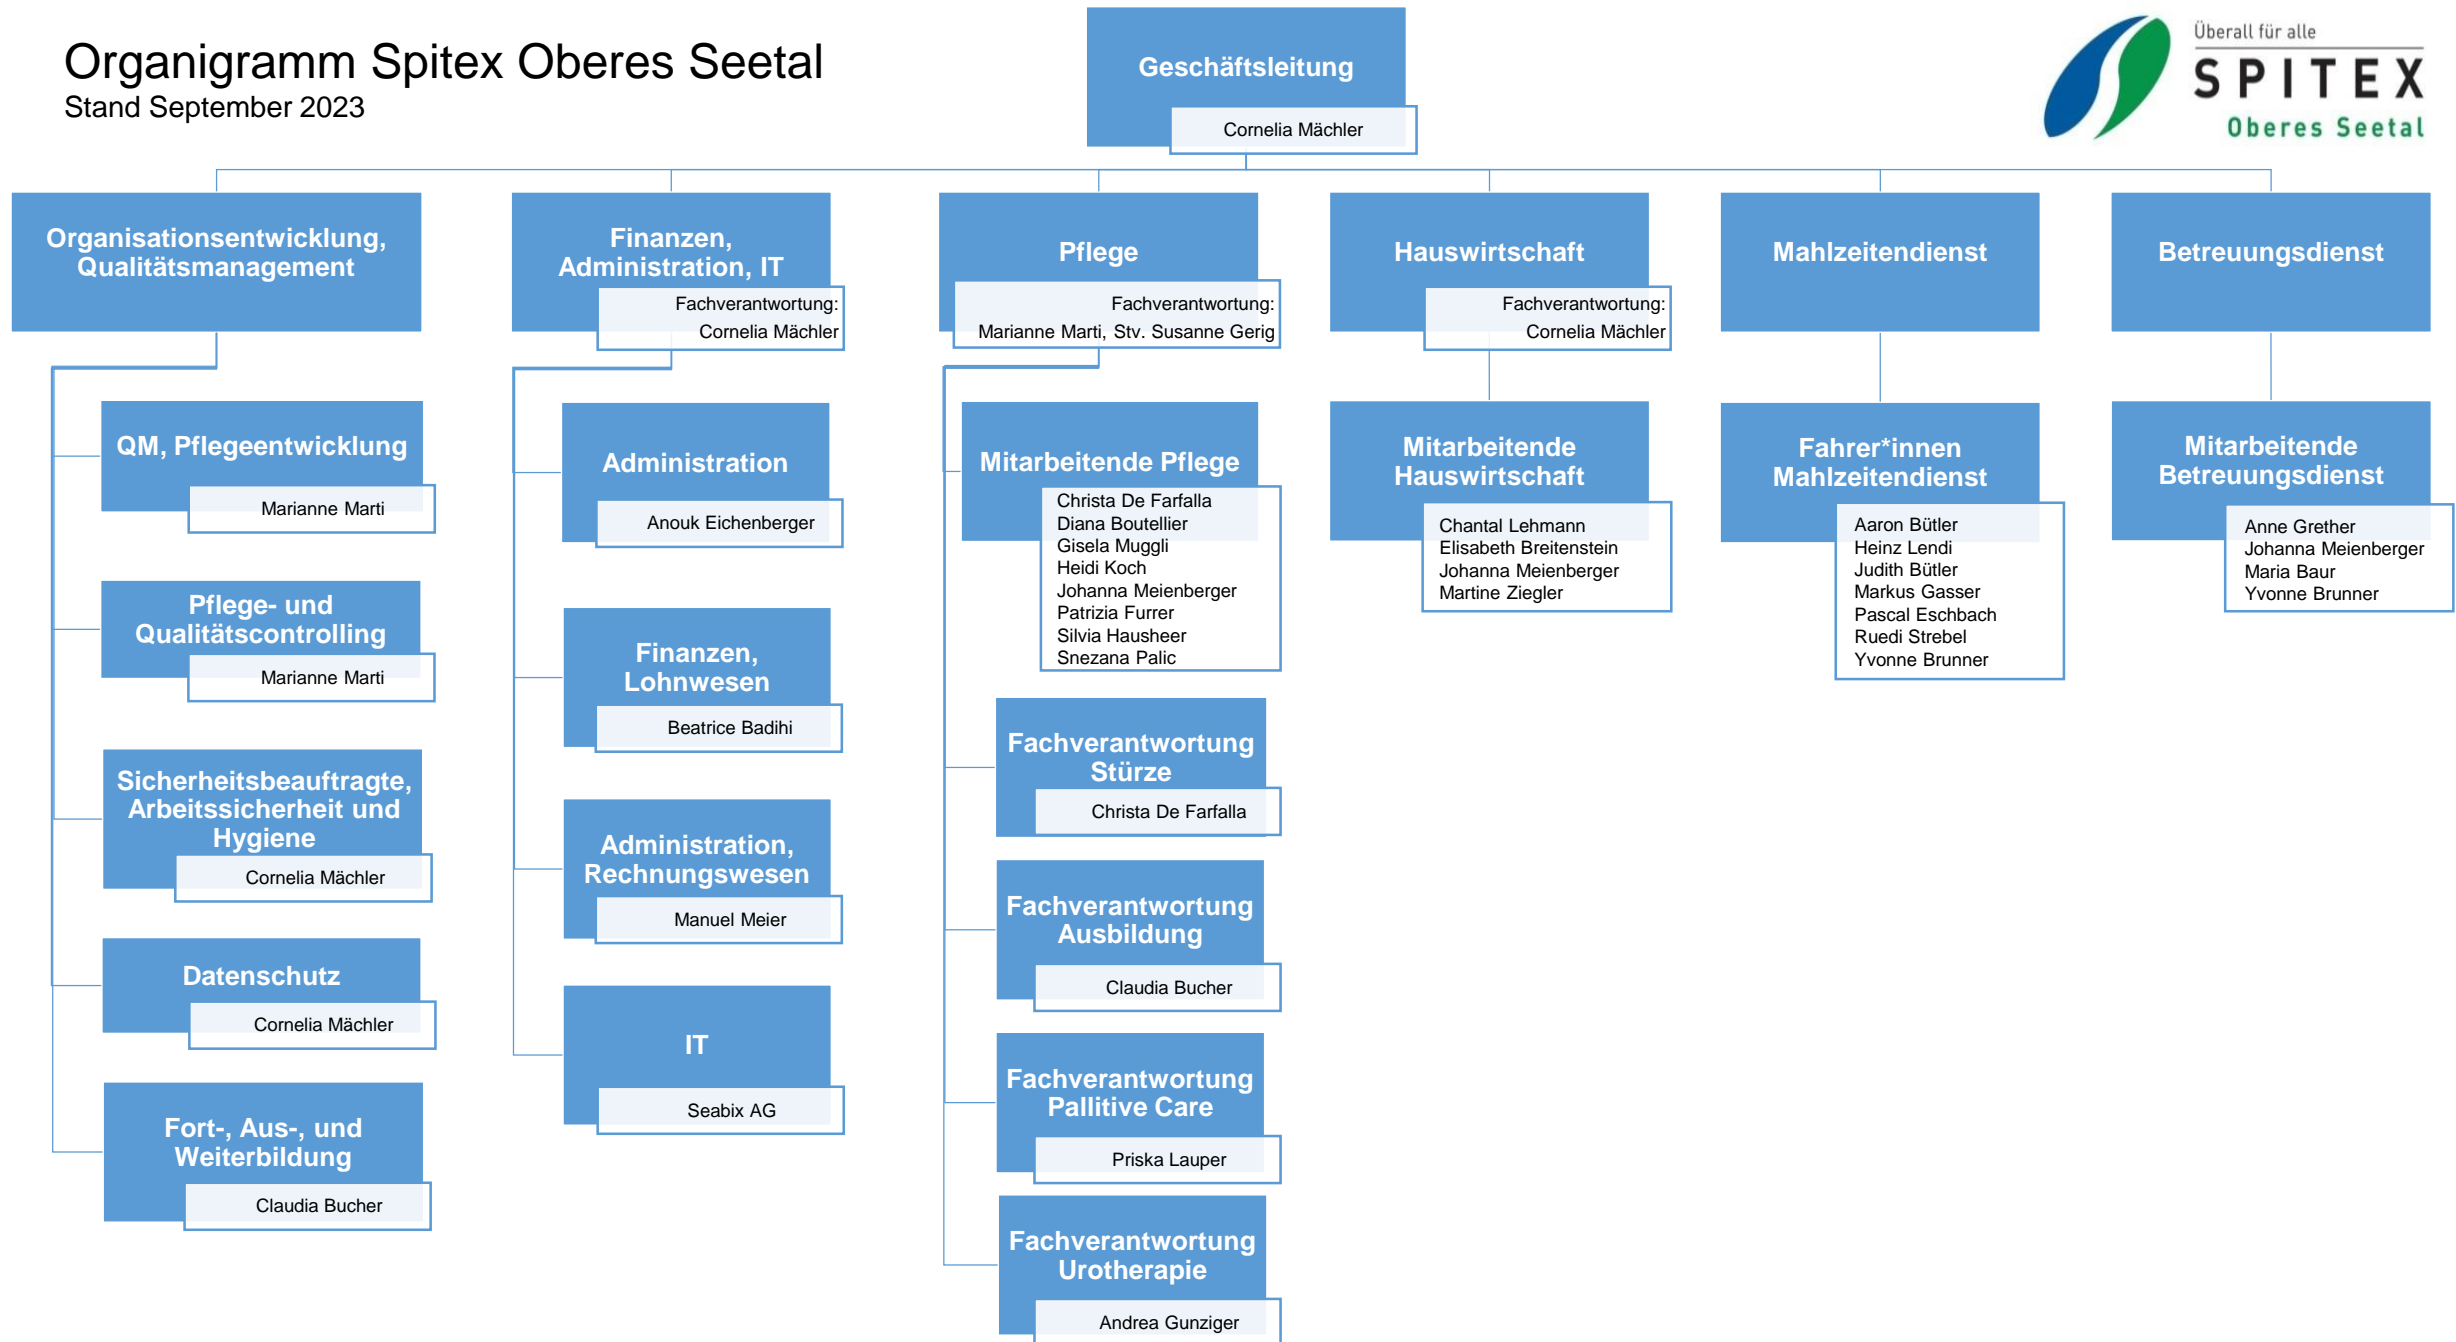 Organigramm Spitex Oberes Seetal
Stand September 2023
Geschäftsleitung
Cornelia Mächler
Überall für alle
SPITEX
Oberes Seetal
Organisationsentwicklung,
Qualitätsmanagement
QM, Pflegeentwicklung
Marianne Marti
Pflege- und
Qualitätscontrolling
Marianne Marti
Sicherheitsbeauftragte,
Arbeitssicherheit und
Hygiene
Cornelia Mächler
Datenschutz
Cornelia Mächler
Fort-, Aus-, und
Weiterbildung
Claudia Bucher
Finanzen,
Administration, IT
Fachverantwortung:
Cornelia Mächler
Administration
Anouk Eichenberger
Finanzen,
Lohnwesen
Beatrice Badihi
Administration,
Rechnungswesen
Manuel Meier
IT
Seabix AG
Pflege
Fachverantwortung:
Marianne Marti, Stv. Susanne Gerig
Mitarbeitende Pflege
Christa De Farfalla
Diana Boutellier
Gisela Muggli
Heidi Koch
Johanna Meienberger
Patrizia Furrer
Silvia Hausheer
Snezana Palic
Fachverantwortung
Stürze
Christa De Farfalla
Fachverantwortung
Ausbildung
Claudia Bucher
Fachverantwortung
Pallitive Care
Priska Lauper
Fachverantwortung
Urotherapie
Andrea Gunziger
Hauswirtschaft
Fachverantwortung:
Cornelia Mächler
Mitarbeitende
Hauswirtschaft
Chantal Lehmann
Elisabeth Breitenstein
Johanna Meienberger
Martine Ziegler
Mahlzeitendienst
Fahrer*innen
Mahlzeitendienst
Aaron Bütler
Heinz Lendi
Judith Bütler
Markus Gasser
Pascal Eschbach
Ruedi Strebel
Yvonne Brunner
Betreuungsdienst
Mitarbeitende
Betreuungsdienst
Anne Grether
Johanna Meienberger
Maria Baur
Yvonne Brunner